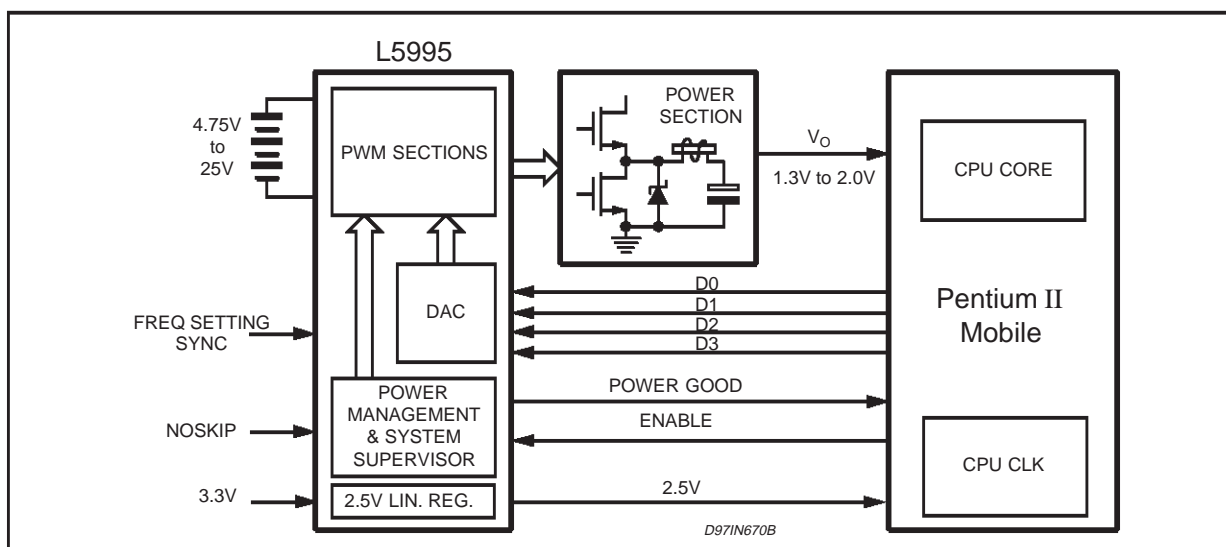 L5995
4.75V
to
25V
PWM SECTIONS
POWER
SECTION
VO
1.3V to 2.0V
CPU CORE
DAC
D0
D1
D2
D3
Pentium II
Mobile
FREQ SETTING
SYNC
POWER
MANAGEMENT
& SYSTEM
SUPERVISOR
POWER GOOD
ENABLE
NOSKIP
CPU CLK
3.3V
2.5V LIN. REG.
2.5V
D97IN670B